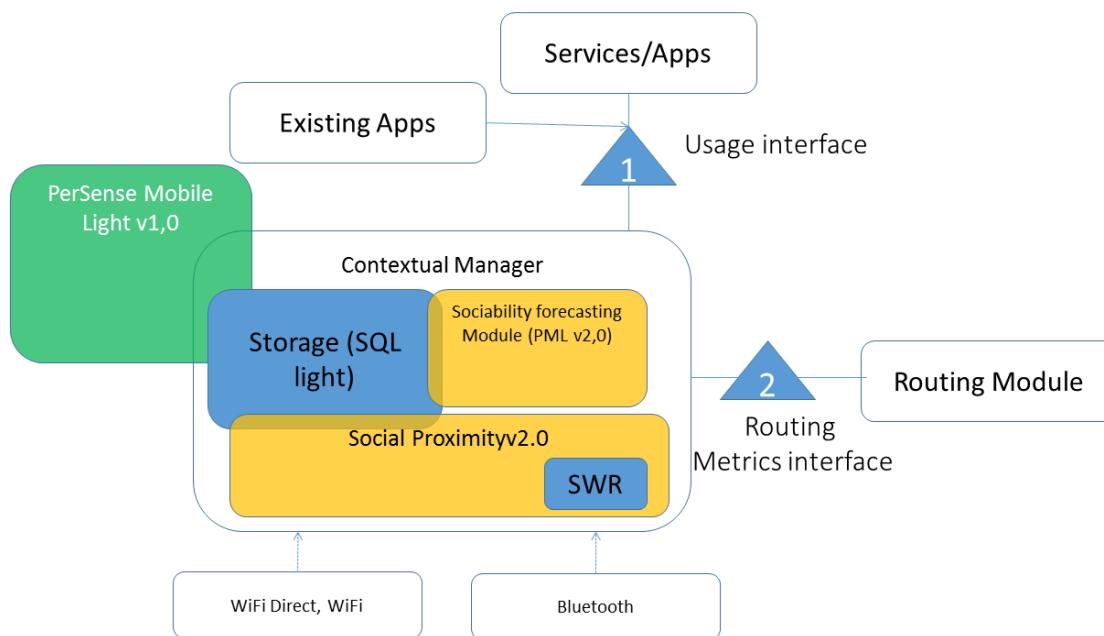 Services/Apps
Existing Apps
Usage interface
1
PerSense Mobile
Light v1,0
Contextual Manager
Storage (SQL
light)
Sociability forecasting
Module (PML v2,0)
2
Routing Module
Routing
Metrics interface
Social Proximityv2.0
SWR
WiFi Direct, WiFi
Bluetooth